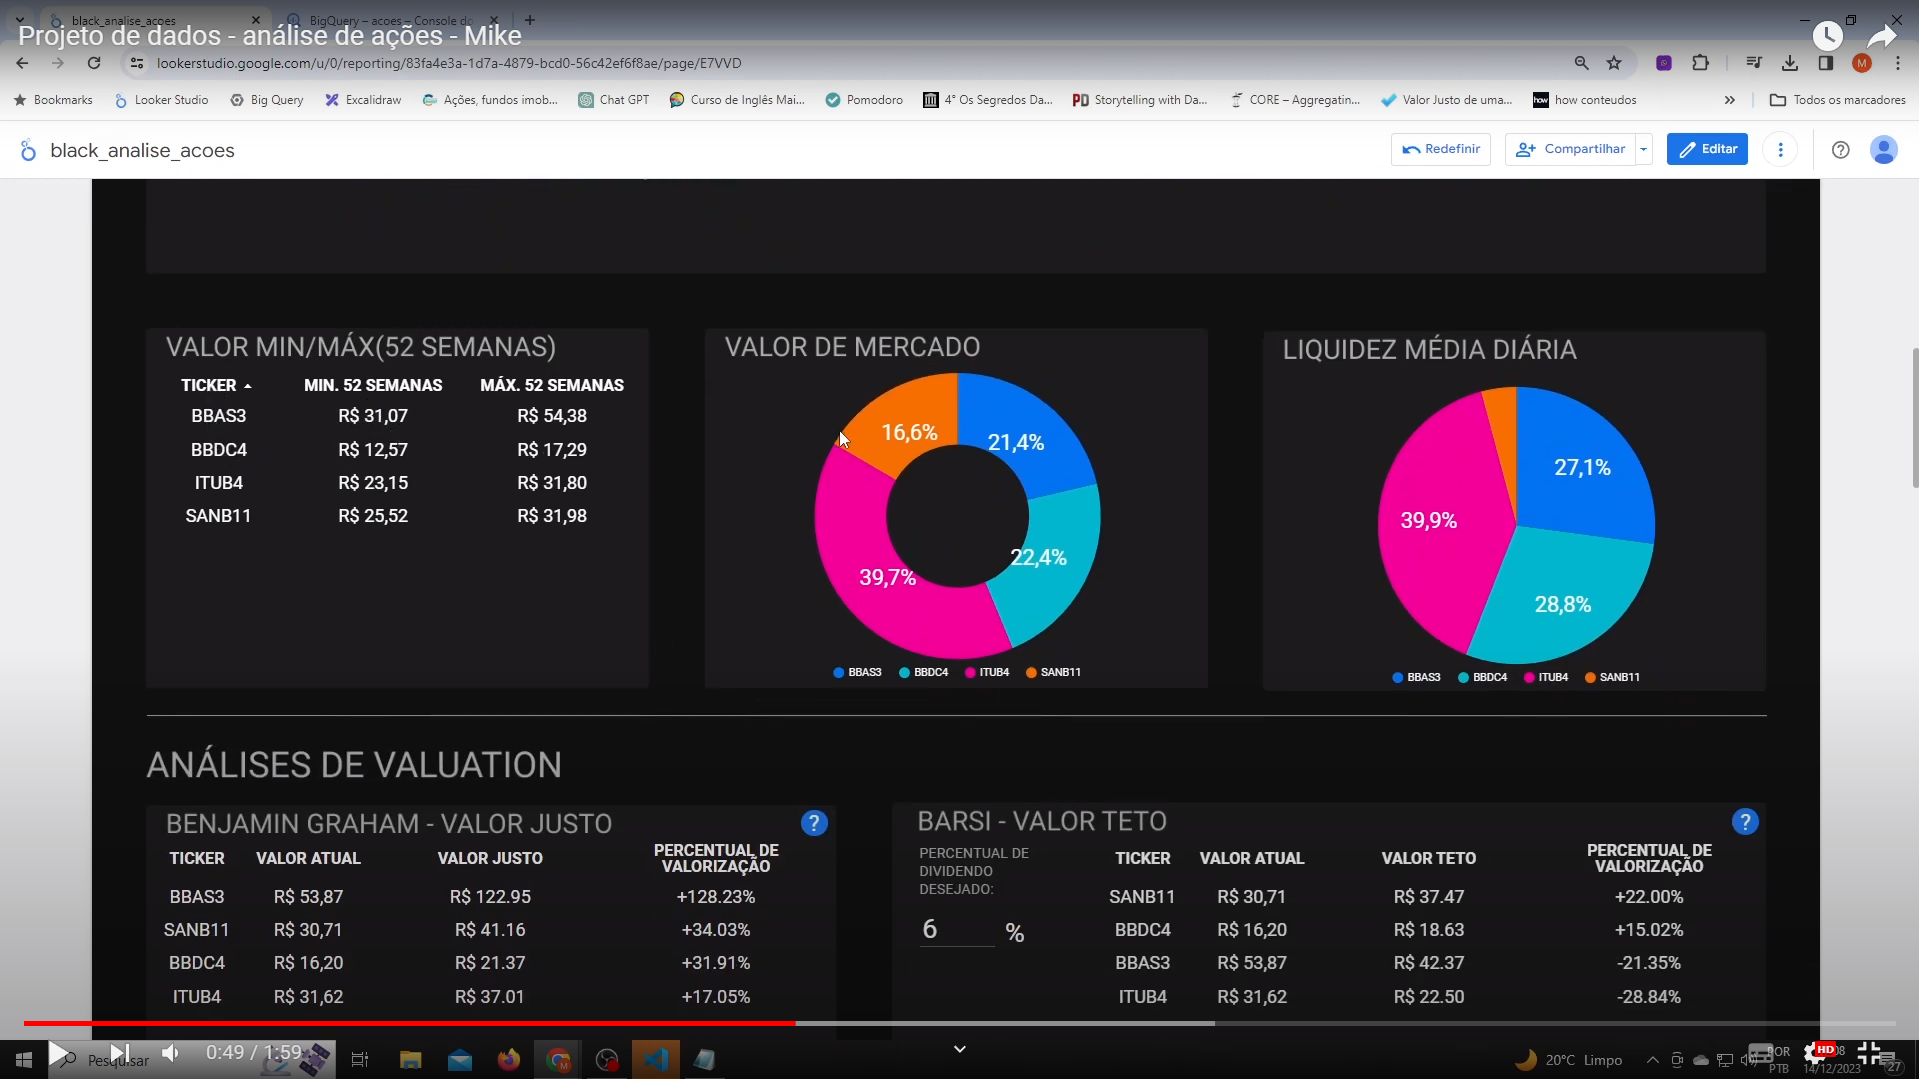 black_analise_acoes
BigQuery – acoes – Console do
Projeto de dados - análise de ações - Mike
lookerstudio.google.com/u/0/reporting/83fa4e3a-1d7a-4879-bcd0-56c42ef6f8ae/page/E7VVD
M
Bookmarks Looker Studio Big Query Excalidraw Ações, fundos imob... Chat GPT Curso de Inglês Mai... Pomodoro 4° Os Segredos Da... PD Storytelling with Da... CORE – Aggregatin... Valor Justo de uma... how how conteudos » Todos os marcadores
black_analise_acoes
Redefinir Compartilhar Editar
VALOR MIN/MÁX(52 SEMANAS)
TICKER MIN. 52 SEMANAS MÁX. 52 SEMANAS
BBAS3 R$ 31,07 R$ 54,38
BBDC4 R$ 12,57 R$ 17,29
ITUB4 R$ 23,15 R$ 31,80
SANB11 R$ 25,52 R$ 31,98
VALOR DE MERCADO
16,6%
21,4%
22,4%
39,7%
BBAS3 BBDC4 ITUB4 SANB11
LIQUIDEZ MÉDIA DIÁRIA
27,1%
39,9%
28,8%
BBAS3 BBDC4 ITUB4 SANB11
ANÁLISES DE VALUATION
BENJAMIN GRAHAM - VALOR JUSTO ?
TICKER VALOR ATUAL VALOR JUSTO PERCENTUAL DE
VALORIZAÇÃO
BBAS3 R$ 53,87 R$ 122.95 +128.23%
SANB11 R$ 30,71 R$ 41.16 +34.03%
BBDC4 R$ 16,20 R$ 21.37 +31.91%
ITUB4 R$ 31,62 R$ 37.01 +17.05%
BARSI - VALOR TETO ?
PERCENTUAL DE
DIVIDENDO
DESEJADO:
6 %
TICKER VALOR ATUAL VALOR TETO PERCENTUAL DE
VALORIZAÇÃO
SANB11 R$ 30,71 R$ 37.47 +22.00%
BBDC4 R$ 16,20 R$ 18.63 +15.02%
BBAS3 R$ 53,87 R$ 42.37 -21.35%
ITUB4 R$ 31,62 R$ 22.50 -28.84%
0:49 / 1:59
Pesquisar
20°C Limpo
POR
PTB
HD
14/12/2023
27